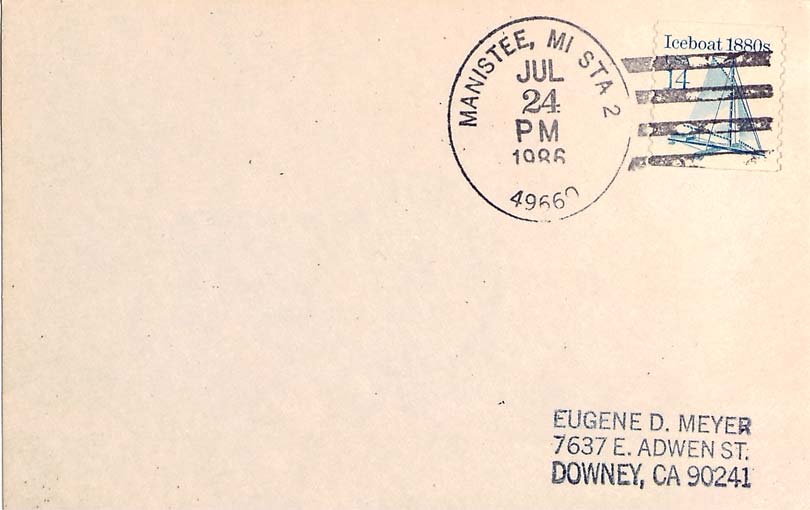 MANISTEE, MI STA 2
JUL
24
PM
1986
49660
Iceboat 1880s
USA
14
EUGENE D. MEYER
7637 E. ADWEN ST.
DOWNEY, CA 90241